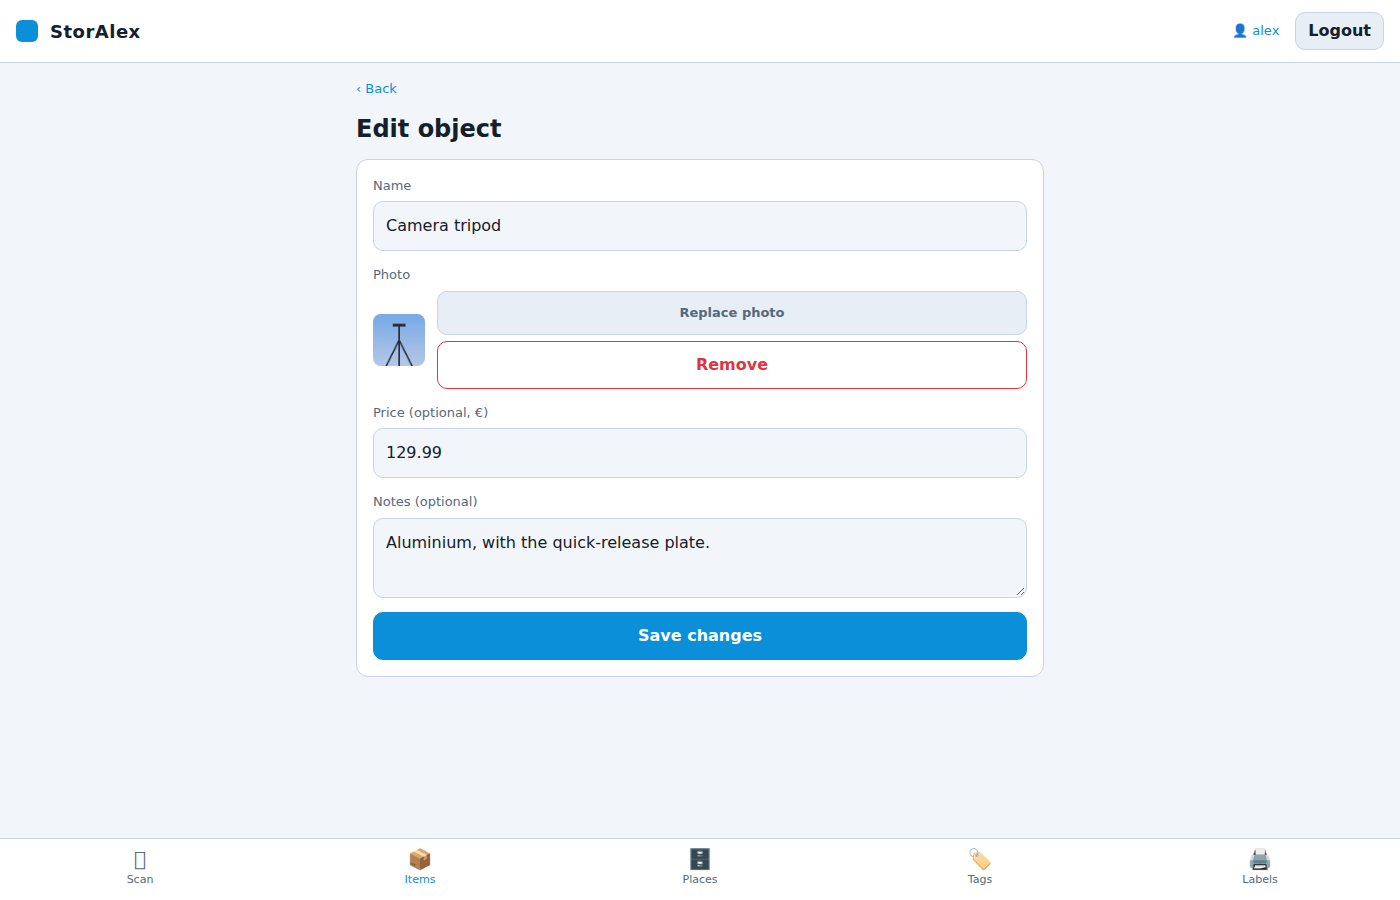 StorAlex
alex
Logout
‹ Back
Edit object
Name
Camera tripod
Photo
Replace photo
Remove
Price (optional, €)
129.99
Notes (optional)
Aluminium, with the quick-release plate.
Save changes
Scan
Items
Places
Tags
Labels